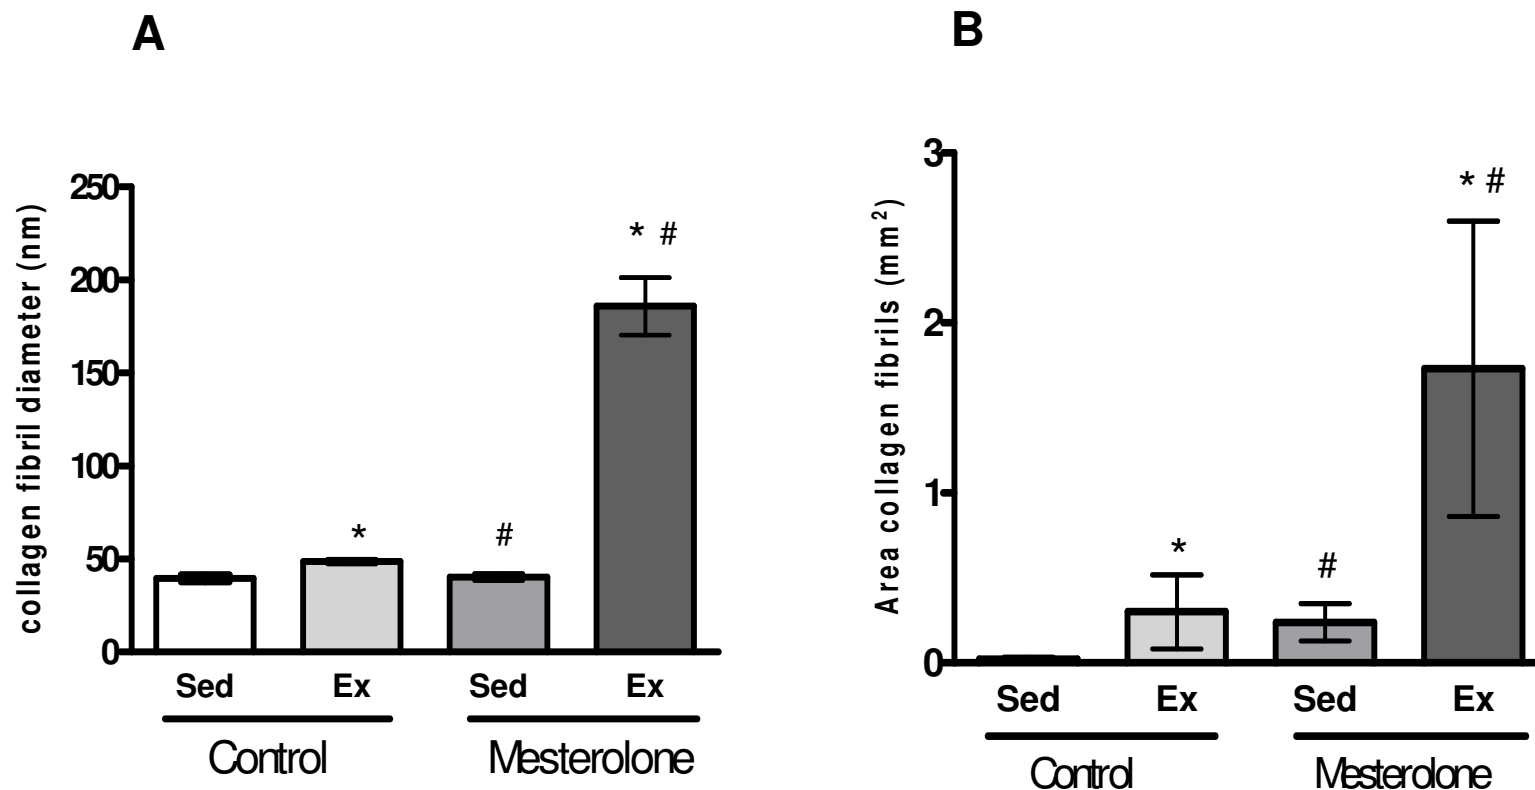 A
collagen fibril diameter (nm)
250
200
150
100
50
0
*
#
* #
Sed Ex Sed Ex
Control Mesterolone
B
Area collagen fibrils (mm²)
3
2
1
0
*
#
* #
Sed Ex Sed Ex
Control Mesterolone